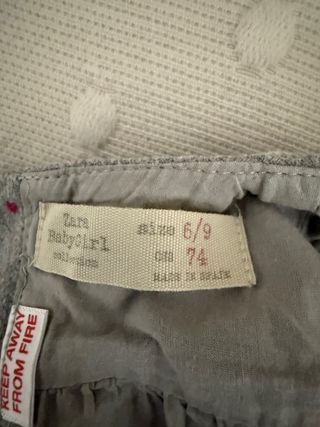 Zara
BabyGirl
collection
size 6/9
cm 74
MADE IN SPAIN
KEEP AWAY
FROM FIRE